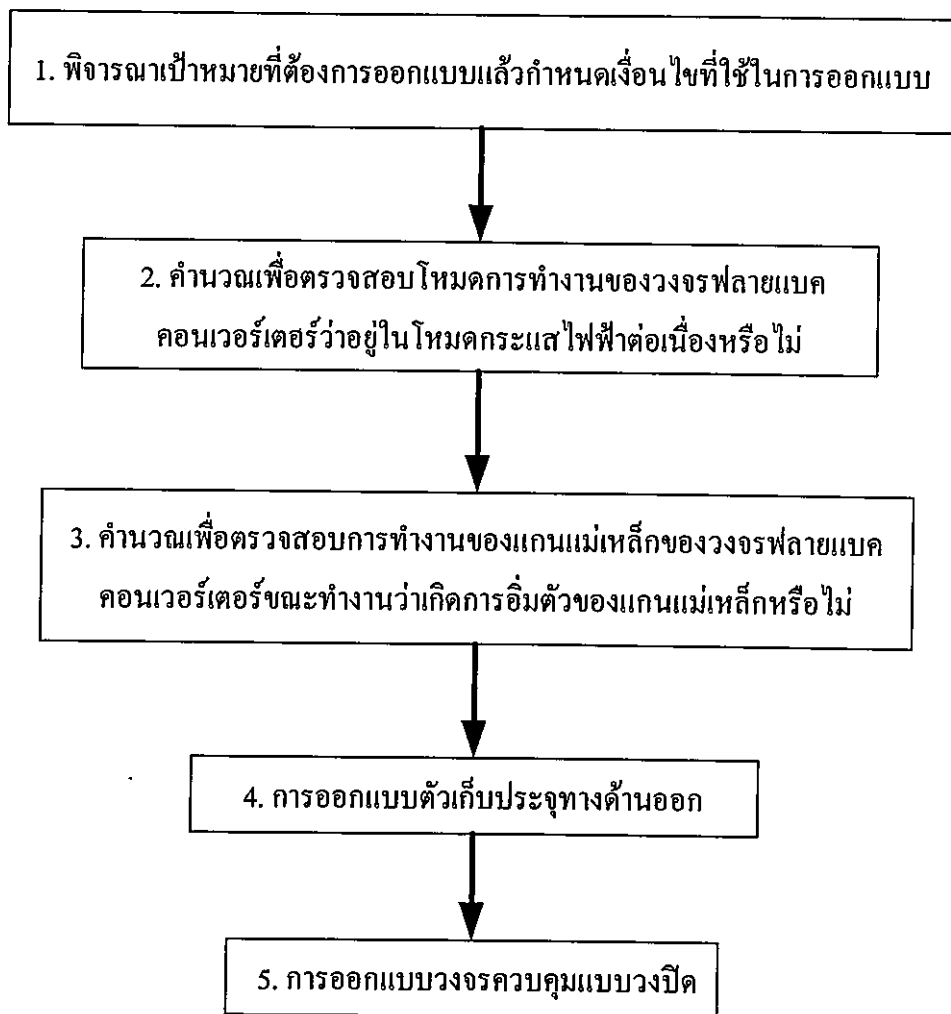 1. พิจารณาเป้าหมายที่ต้องการออกแบบแล้วกำหนดเงื่อนไขที่ใช้ในการออกแบบ
2. คำนวณเพื่อตรวจสอบโหมดการทำงานของวงจรฟลายแบค
คอนเวอร์เตอร์ว่าอยู่ในโหมดกระแสไฟฟ้าต่อเนื่องหรือไม่
3. คำนวณเพื่อตรวจสอบการทำงานของแกนแม่เหล็กของวงจรฟลายแบค
คอนเวอร์เตอร์ขณะทำงานว่าเกิดการอิ่มตัวของแกนแม่เหล็กหรือไม่
4. การออกแบบตัวเก็บประจุทางด้านออก
5. การออกแบบวงจรควบคุมแบบวงปิด